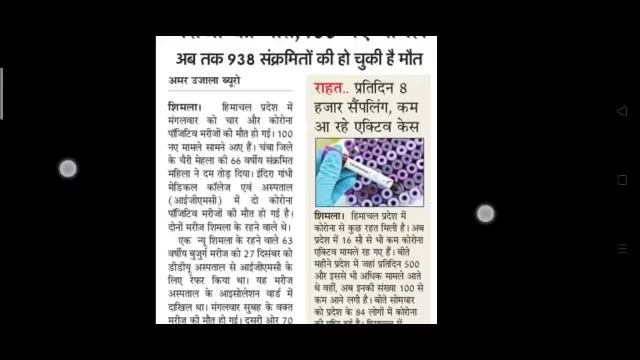 अब तक 938 संक्रमितों की हो चुकी है मौत
अमर उजाला ब्यूरो
शिमला। हिमाचल प्रदेश में
मंगलवार को चार और कोरोना
पॉजिटिव मरीजों की मौत हो गई। 100
नए मामले सामने आए हैं। चंबा जिले
के चैरी मेहला की 66 वर्षीय संक्रमित
महिला ने दम तोड़ दिया। इंदिरा गांधी
मेडिकल कॉलेज एवं अस्पताल
(आईजीएमसी) में दो कोरोना
पॉजिटिव मरीजों की मौत हो गई है।
दोनों मरीज शिमला के रहने वाले थे।
एक न्यू शिमला के रहने वाले 63
वर्षीय बुजुर्ग मरीज को 27 दिसंबर को
डीडीयू अस्पताल से आईजीएमसी के
लिए रेफर किया था। यह मरीज
अस्पताल के आइसोलेशन वार्ड में
दाखिल था। मंगलवार सुबह के वक्त
मरीज की मौत हो गई। दूसरी ओर 70
राहत.. प्रतिदिन 8
हजार सैंपलिंग, कम
आ रहे एक्टिव केस
शिमला। हिमाचल प्रदेश में
कोरोना से कुछ राहत मिली है। अब
प्रदेश में 16 सौ से भी कम कोरोना
एक्टिव मामले रह गए हैं। बीते
महीने प्रदेश में जहां प्रतिदिन 500
और इससे भी अधिक मामले आते
थे वहीं, अब इनकी संख्या 100 से
कम आने लगी है। बीते सोमवार
को प्रदेश के 84 लोगों में कोरोना